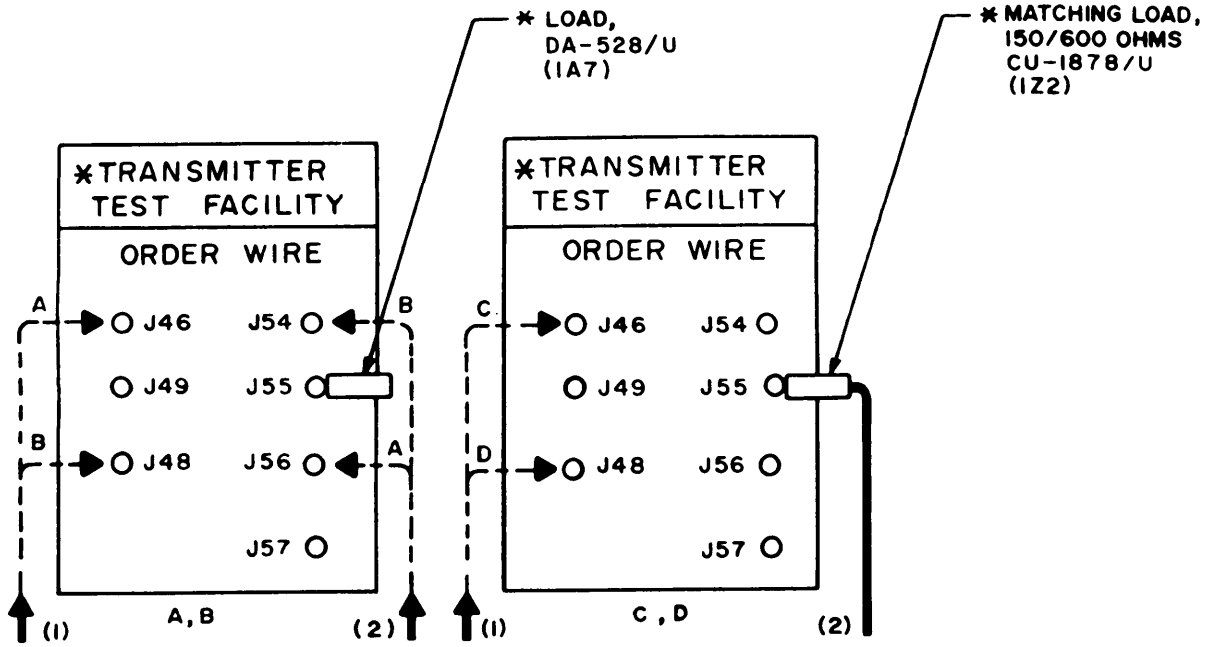 * LOAD,
DA-528/U
(1A7)
* MATCHING LOAD,
150/600 OHMS
CU-1878/U
(1Z2)
*TRANSMITTER
TEST FACILITY
ORDER WIRE
A
J46 J54
B
J49 J55
B
J48 J56
A
J57
A, B
(1) (2)
*TRANSMITTER
TEST FACILITY
ORDER WIRE
C
J46 J54
J49 J55
D
J48 J56
J57
C, D
(1) (2)